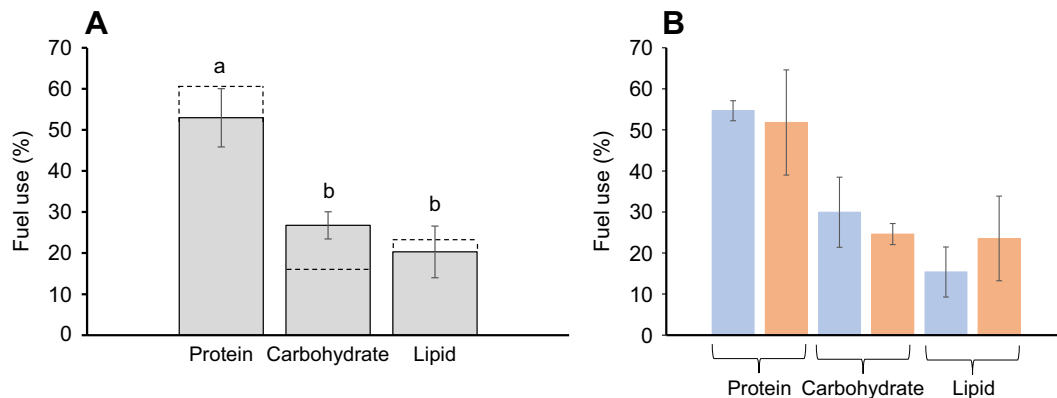 A
B
Fuel use (%)
70
60
50
40
30
20
10
0
a
b
b
Protein
Carbohydrate
Lipid
Fuel use (%)
70
60
50
40
30
20
10
0
Protein
Carbohydrate
Lipid